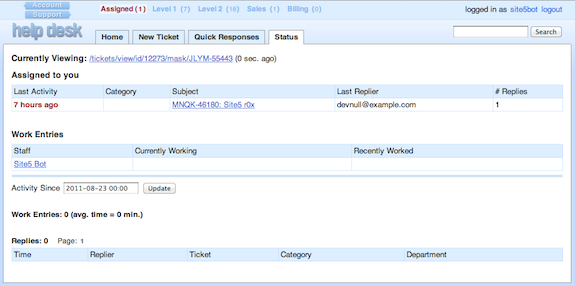 Account
Support
help desk
Assigned (1) Level 1 (7) Level 2 (18) Sales (1) Billing (0)
logged in as site5bot logout
Home New Ticket Quick Responses Status
Search
Currently Viewing: /tickets/view/id/12273/mask/JLYM-55443 (0 sec. ago)
Assigned to you
Last Activity Category Subject Last Replier # Replies
7 hours ago MNQK-46180: Site5 r0x devnull@example.com 1
Work Entries
Staff Currently Working Recently Worked
Site5 Bot
Activity Since 2011-08-23 00:00 Update
Work Entries: 0 (avg. time = 0 min.)
Replies: 0 Page: 1
Time Replier Ticket Category Department